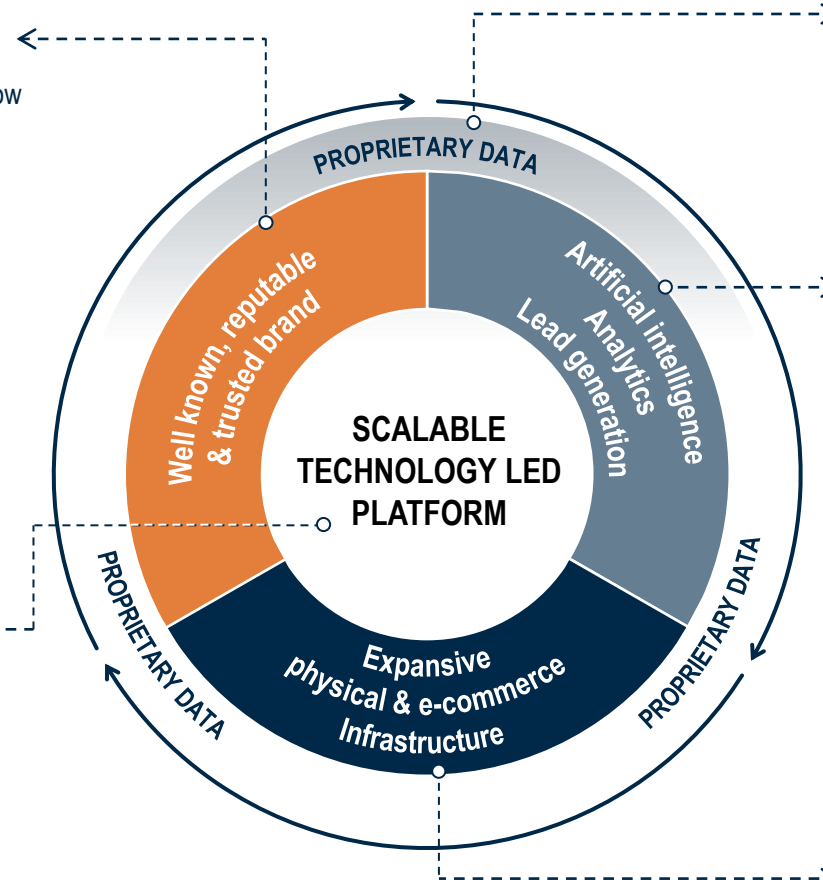 PROPRIETARY DATA
Well known, reputable
& trusted brand
Artificial intelligence
Analytics
Lead generation
SCALABLE
TECHNOLOGY LED
PLATFORM
PROPRIETARY DATA
PROPRIETARY DATA
Expansive
physical & e-commerce
Infrastructure